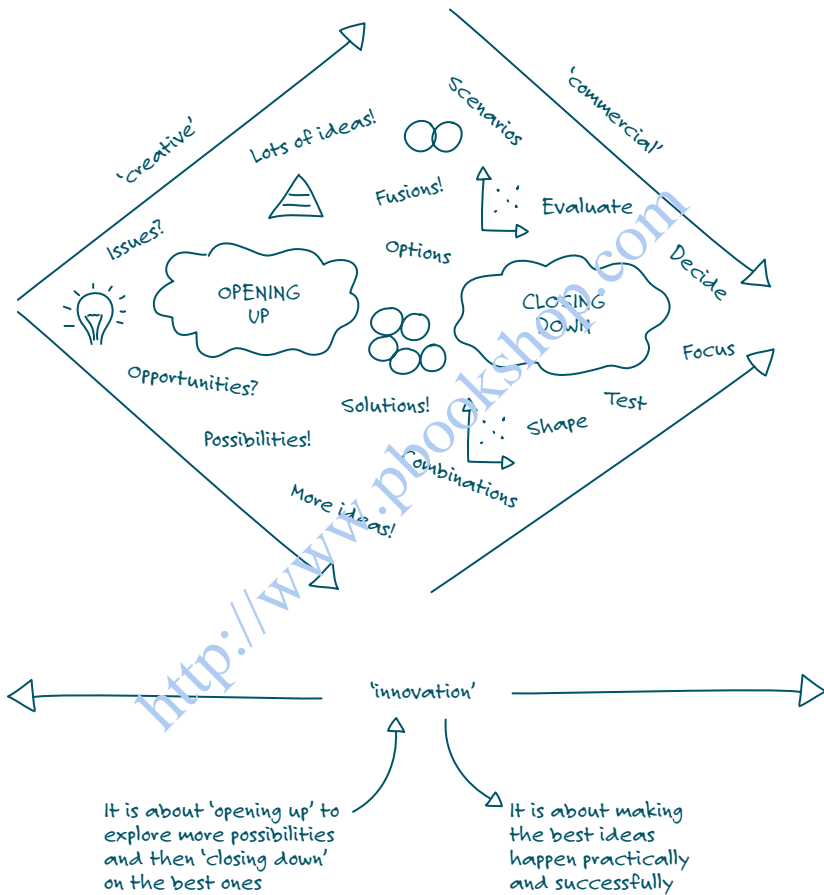 'creative'
'commercial'
Scenarios
Lots of ideas!
Fusions!
Evaluate
Issues?
Options
Decide
OPENING
UP
CLOSING
DOWN
Focus
Opportunities?
Solutions!
Test
Shape
Possibilities!
Combinations
More ideas!
http://www.pbookshop.com
'innovation'
It is about 'opening up' to
explore more possibilities
and then 'closing down'
on the best ones
It is about making
the best ideas
happen practically
and successfully